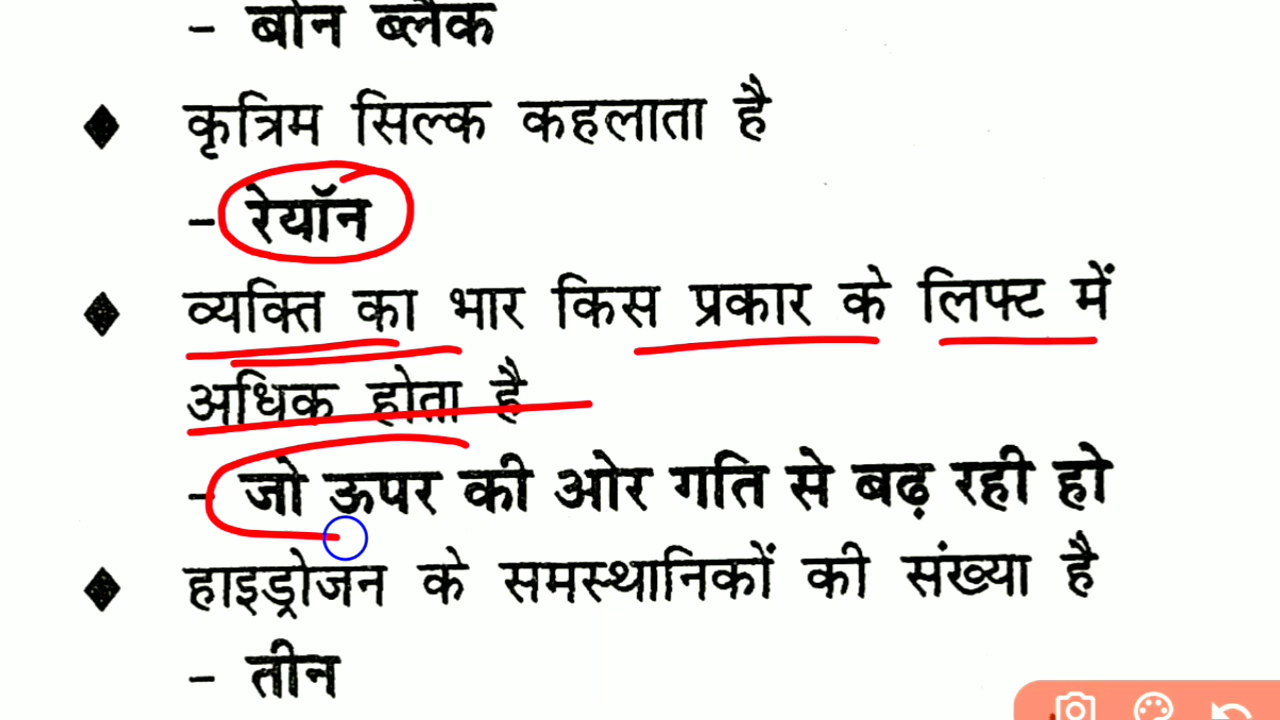 - बोन ब्लैक
◆ कृत्रिम सिल्क कहलाता है
- रेयॉन
◆ व्यक्ति का भार किस प्रकार के लिफ्ट में
अधिक होता है
- जो ऊपर की ओर गति से बढ़ रही हो
◆ हाइड्रोजन के समस्थानिकों की संख्या है
- तीन